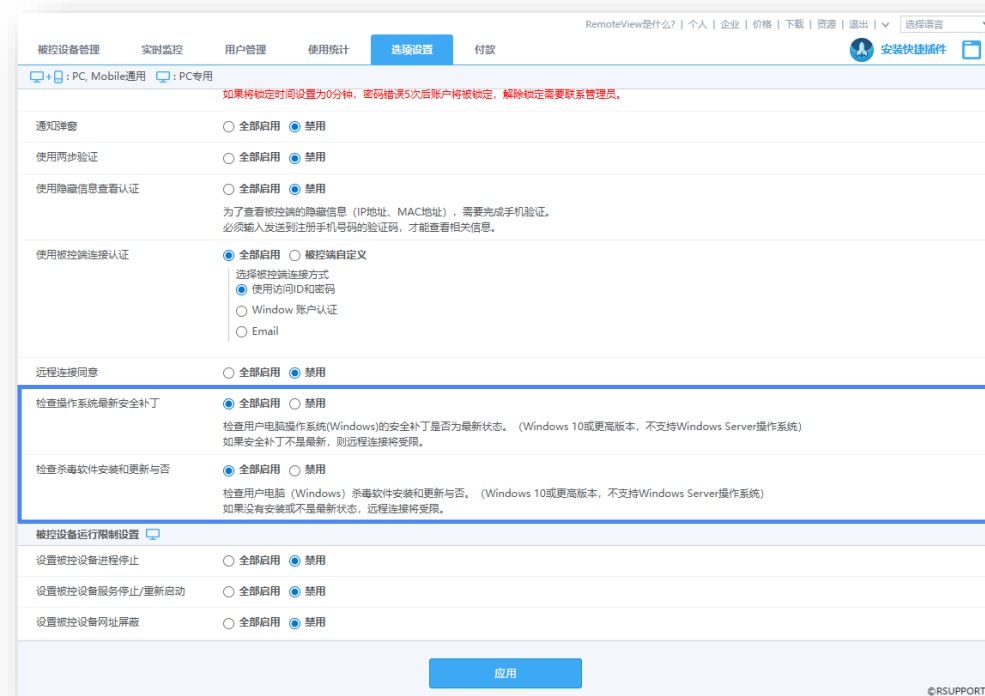 RemoteView是什么? | 个人 | 企业 | 价格 | 下载 | 资源 | 退出 | 选择语言
被控设备管理 实时监控 用户管理 使用统计 选项设置 付款 安装快捷插件
+ : PC, Mobile通用 : PC专用
如果将锁定时间设置为0分钟，密码错误5次后账户将被锁定，解除锁定需要联系管理员。
通知弹窗 全部启用 禁用
使用两步验证 全部启用 禁用
使用隐藏信息查看认证 全部启用 禁用
为了查看被控端的隐藏信息（IP地址、MAC地址），需要完成手机验证。
必须输入发送到注册手机号码的验证码，才能查看相关信息。
使用被控端连接认证 全部启用 被控端自定义
选择被控端连接方式
使用访问ID和密码
Window 账户认证
Email
远程连接同意 全部启用 禁用
检查操作系统最新安全补丁 全部启用 禁用
检查用户电脑操作系统(Windows)的安全补丁是否为最新状态。（Windows 10或更高版本，不支持Windows Server操作系统）
如果安全补丁不是最新，则远程连接将受限。
检查杀毒软件安装和更新与否 全部启用 禁用
检查用户电脑（Windows）杀毒软件安装和更新与否。（Windows 10或更高版本，不支持Windows Server操作系统）
如果没有安装或不是最新状态，远程连接将受限。
被控设备运行限制设置
设置被控设备进程停止 全部启用 禁用
设置被控设备服务停止/重新启动 全部启用 禁用
设置被控设备网址屏蔽 全部启用 禁用
应用
©RSUPPORT